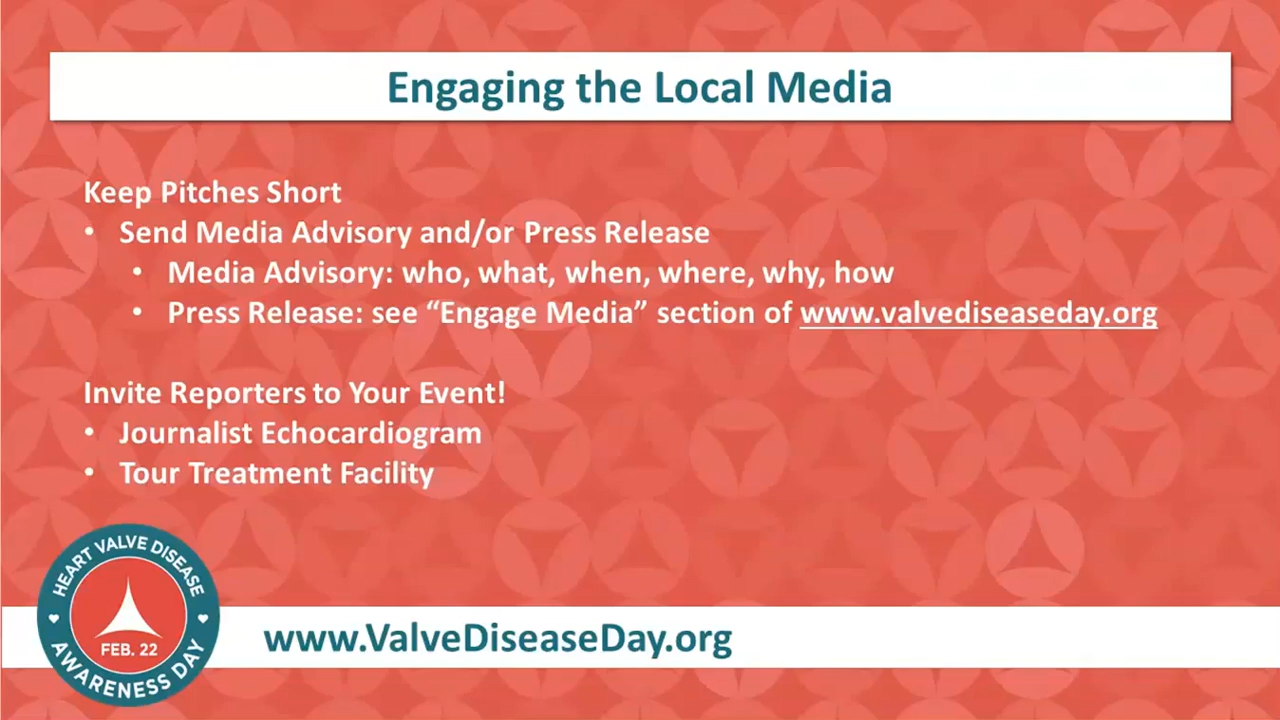 Engaging the Local Media
Keep Pitches Short
• Send Media Advisory and/or Press Release
• Media Advisory: who, what, when, where, why, how
• Press Release: see “Engage Media” section of www.valvediseaseday.org
Invite Reporters to Your Event!
• Journalist Echocardiogram
• Tour Treatment Facility
HEART VALVE DISEASE
FEB. 22
AWARENESS DAY
www.ValveDiseaseDay.org